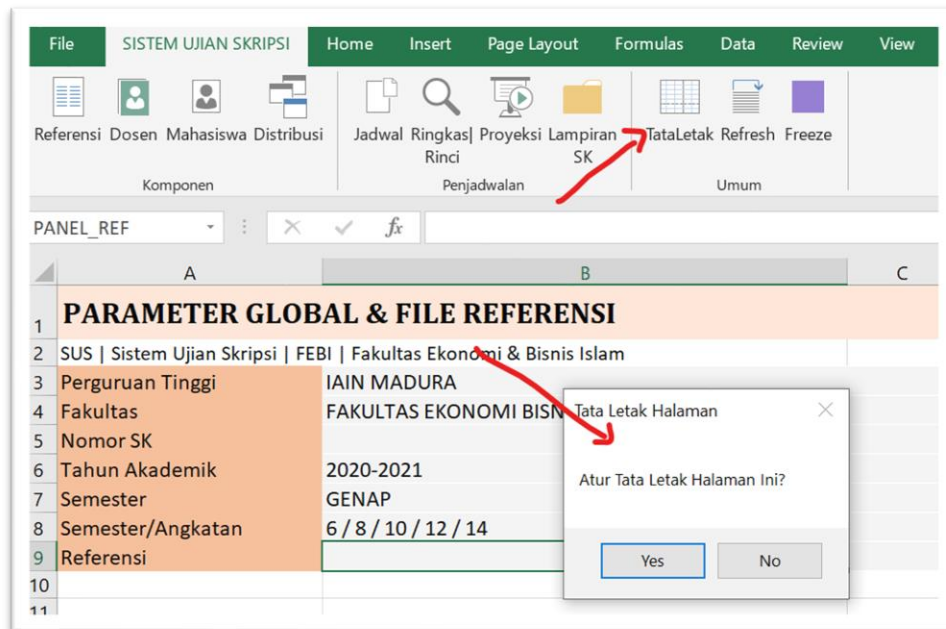 File SISTEM UJIAN SKRIPSI Home Insert Page Layout Formulas Data Review View
Referensi Dosen Mahasiswa Distribusi Jadwal Ringkas| Proyeksi Lampiran TataLetak Refresh Freeze
Rinci SK
Komponen Penjadwalan Umum
PANEL_REF fx
A B C
1 PARAMETER GLOBAL & FILE REFERENSI
2 SUS | Sistem Ujian Skripsi | FEBI | Fakultas Ekonomi & Bisnis Islam
3 Perguruan Tinggi IAIN MADURA
4 Fakultas FAKULTAS EKONOMI BISN
5 Nomor SK
6 Tahun Akademik 2020-2021
7 Semester GENAP
8 Semester/Angkatan 6 / 8 / 10 / 12 / 14
9 Referensi
10
11
Tata Letak Halaman
Atur Tata Letak Halaman Ini?
Yes No